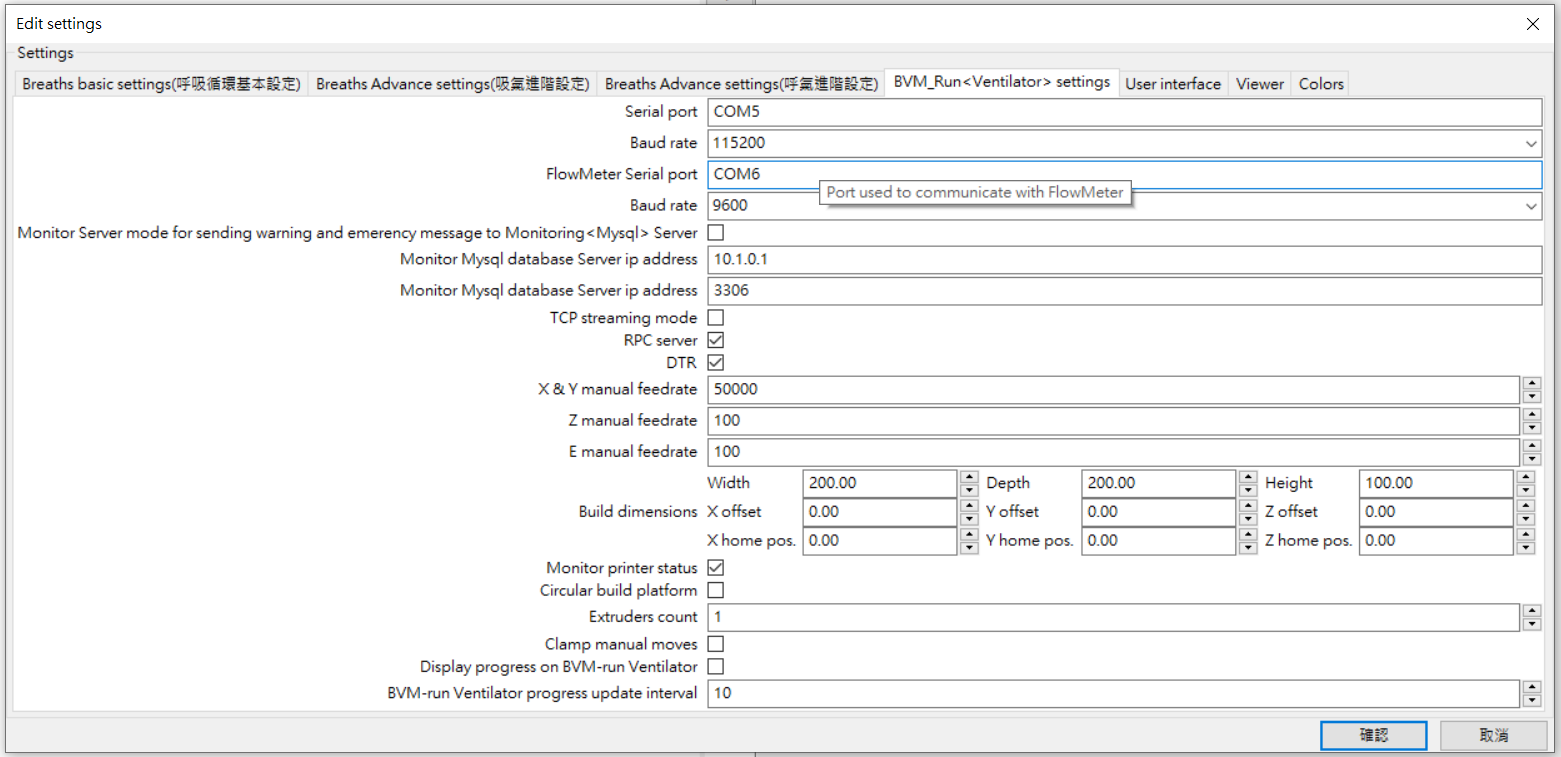 Edit settings
Settings
Breaths basic settings(呼吸循環基本設定) Breaths Advance settings(吸氣進階設定) Breaths Advance settings(呼氣進階設定) BVM_Run<Ventilator> settings User interface Viewer Colors
Serial port COM5
Baud rate 115200
FlowMeter Serial port COM6
Port used to communicate with FlowMeter
Baud rate 9600
Monitor Server mode for sending warning and emerency message to Monitoring<Mysql> Server
Monitor Mysql database Server ip address 10.1.0.1
Monitor Mysql database Server ip address 3306
TCP streaming mode
RPC server
DTR
X & Y manual feedrate 50000
Z manual feedrate 100
E manual feedrate 100
Width 200.00 Depth 200.00 Height 100.00
Build dimensions X offset 0.00 Y offset 0.00 Z offset 0.00
X home pos. 0.00 Y home pos. 0.00 Z home pos. 0.00
Monitor printer status
Circular build platform
Extruders count 1
Clamp manual moves
Display progress on BVM-run Ventilator
BVM-run Ventilator progress update interval 10
確認 取消